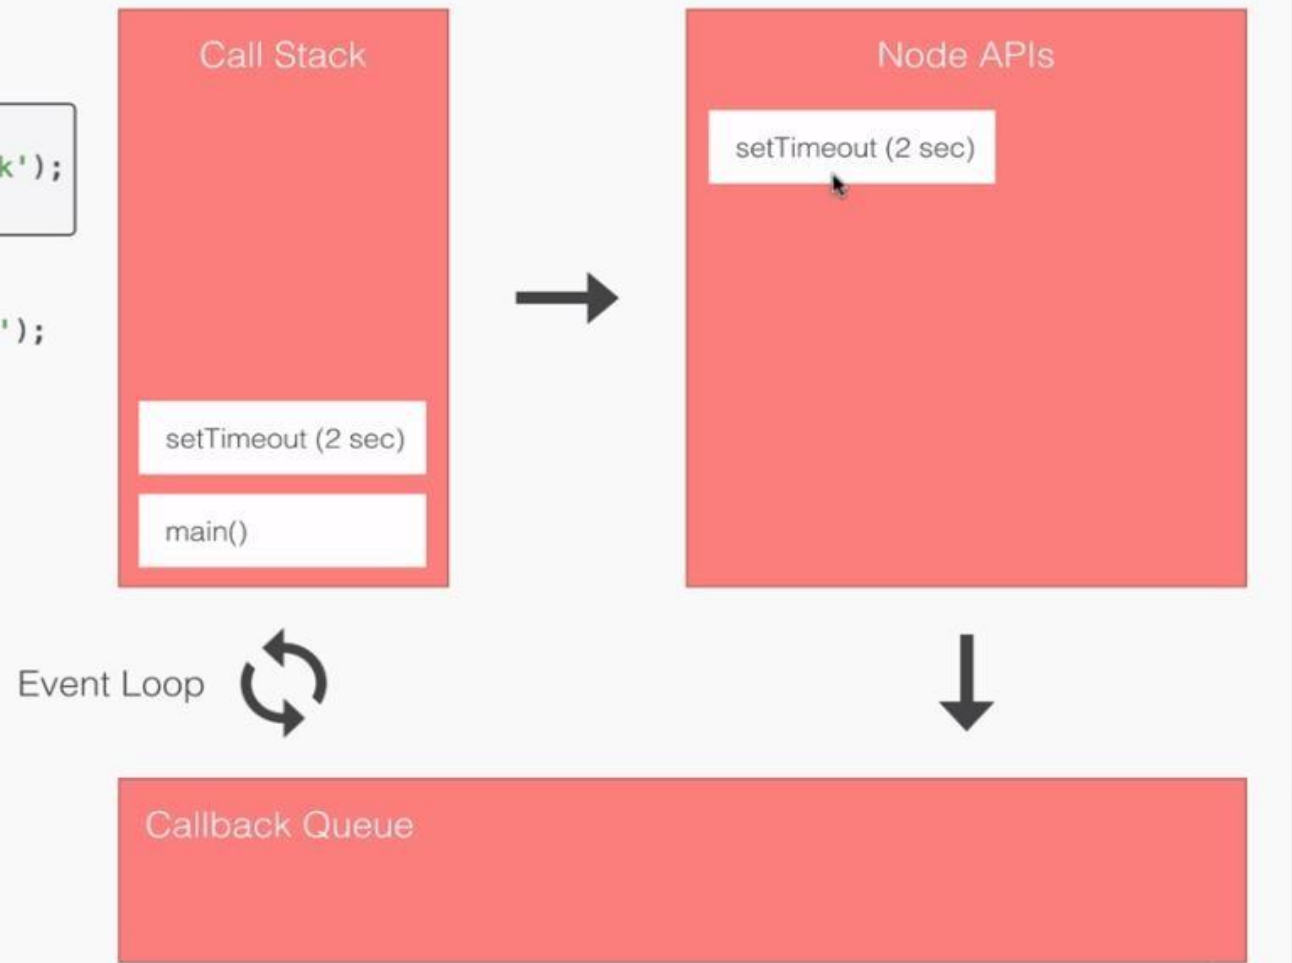 Call Stack
Node APIs
setTimeout (2 sec)
k');
');
setTimeout (2 sec)
main()
Event Loop
Callback Queue